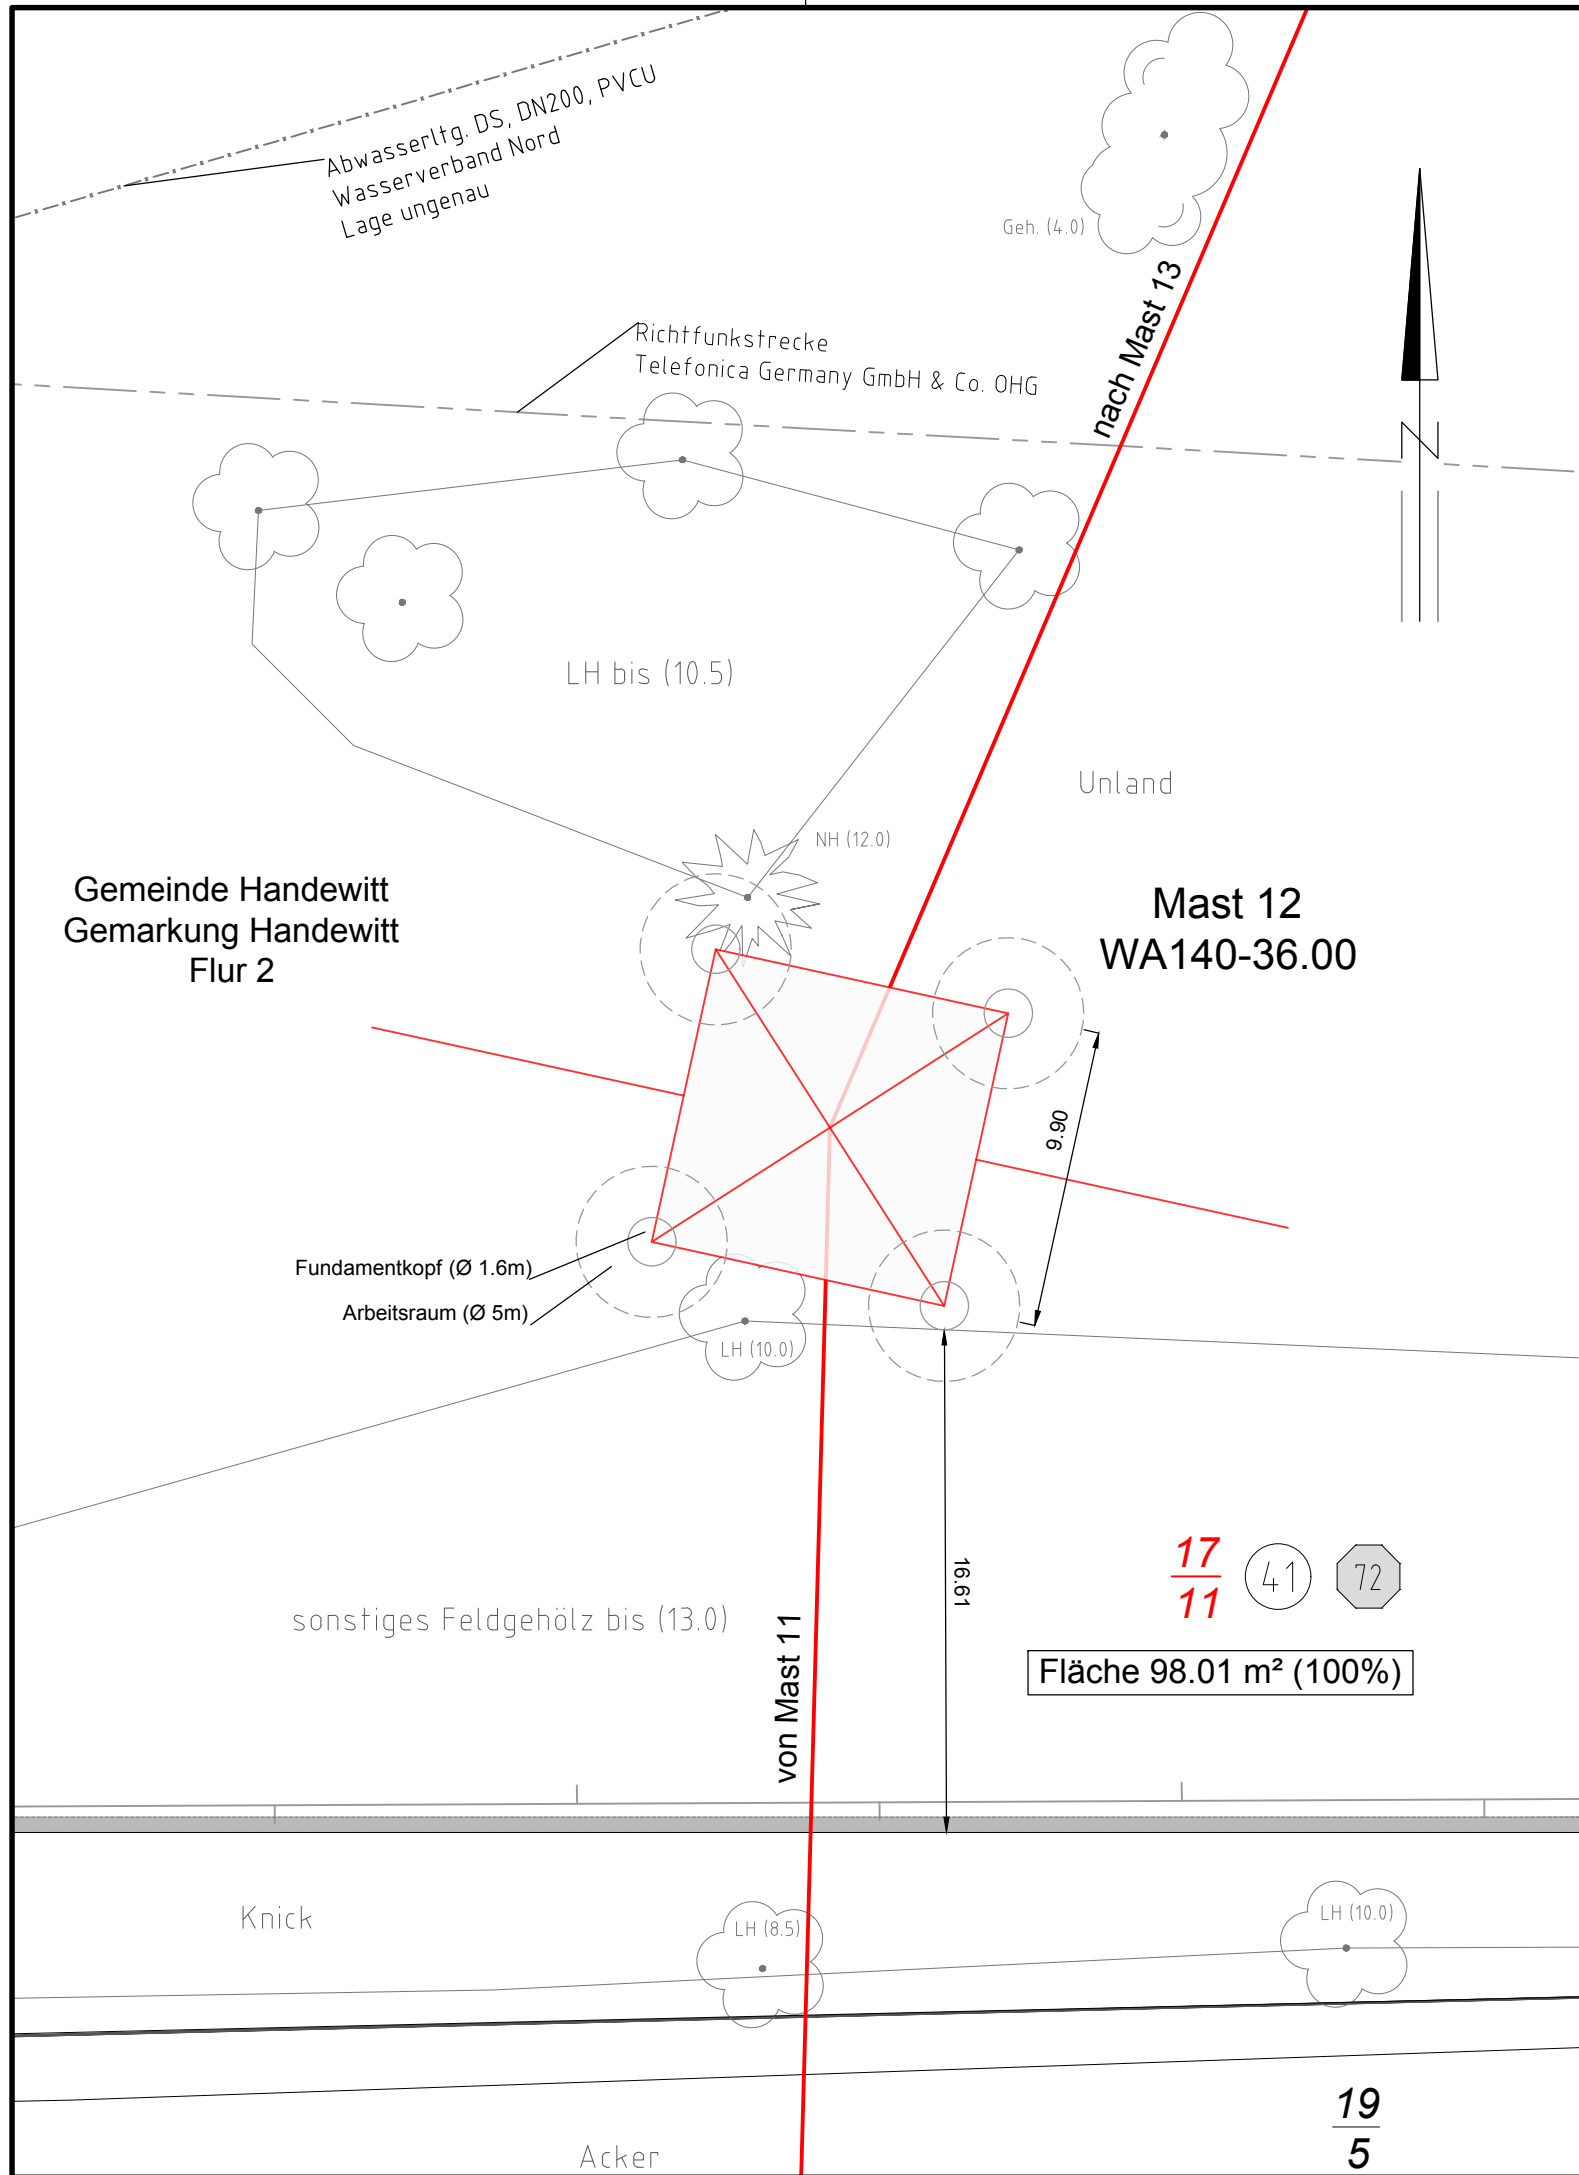 Abwasserltg. DS, DN200, PVCU
Wasserverband Nord
Lage ungenau
Geh. (4.0)
nach Mast 13
Richtfunkstrecke
Telefonica Germany GmbH & Co. OHG
N
LH bis (10.5)
Unland
NH (12.0)
Gemeinde Handewitt
Gemarkung Handewitt
Flur 2
Mast 12
WA140-36.00
9.90
Fundamentkopf (Ø 1.6m)
Arbeitsraum (Ø 5m)
LH (10.0)
16.61
17
11
41
72
sonstiges Feldgehölz bis (13.0)
von Mast 11
Fläche 98.01 m² (100%)
Knick
LH (8.5)
LH (10.0)
19
5
Acker